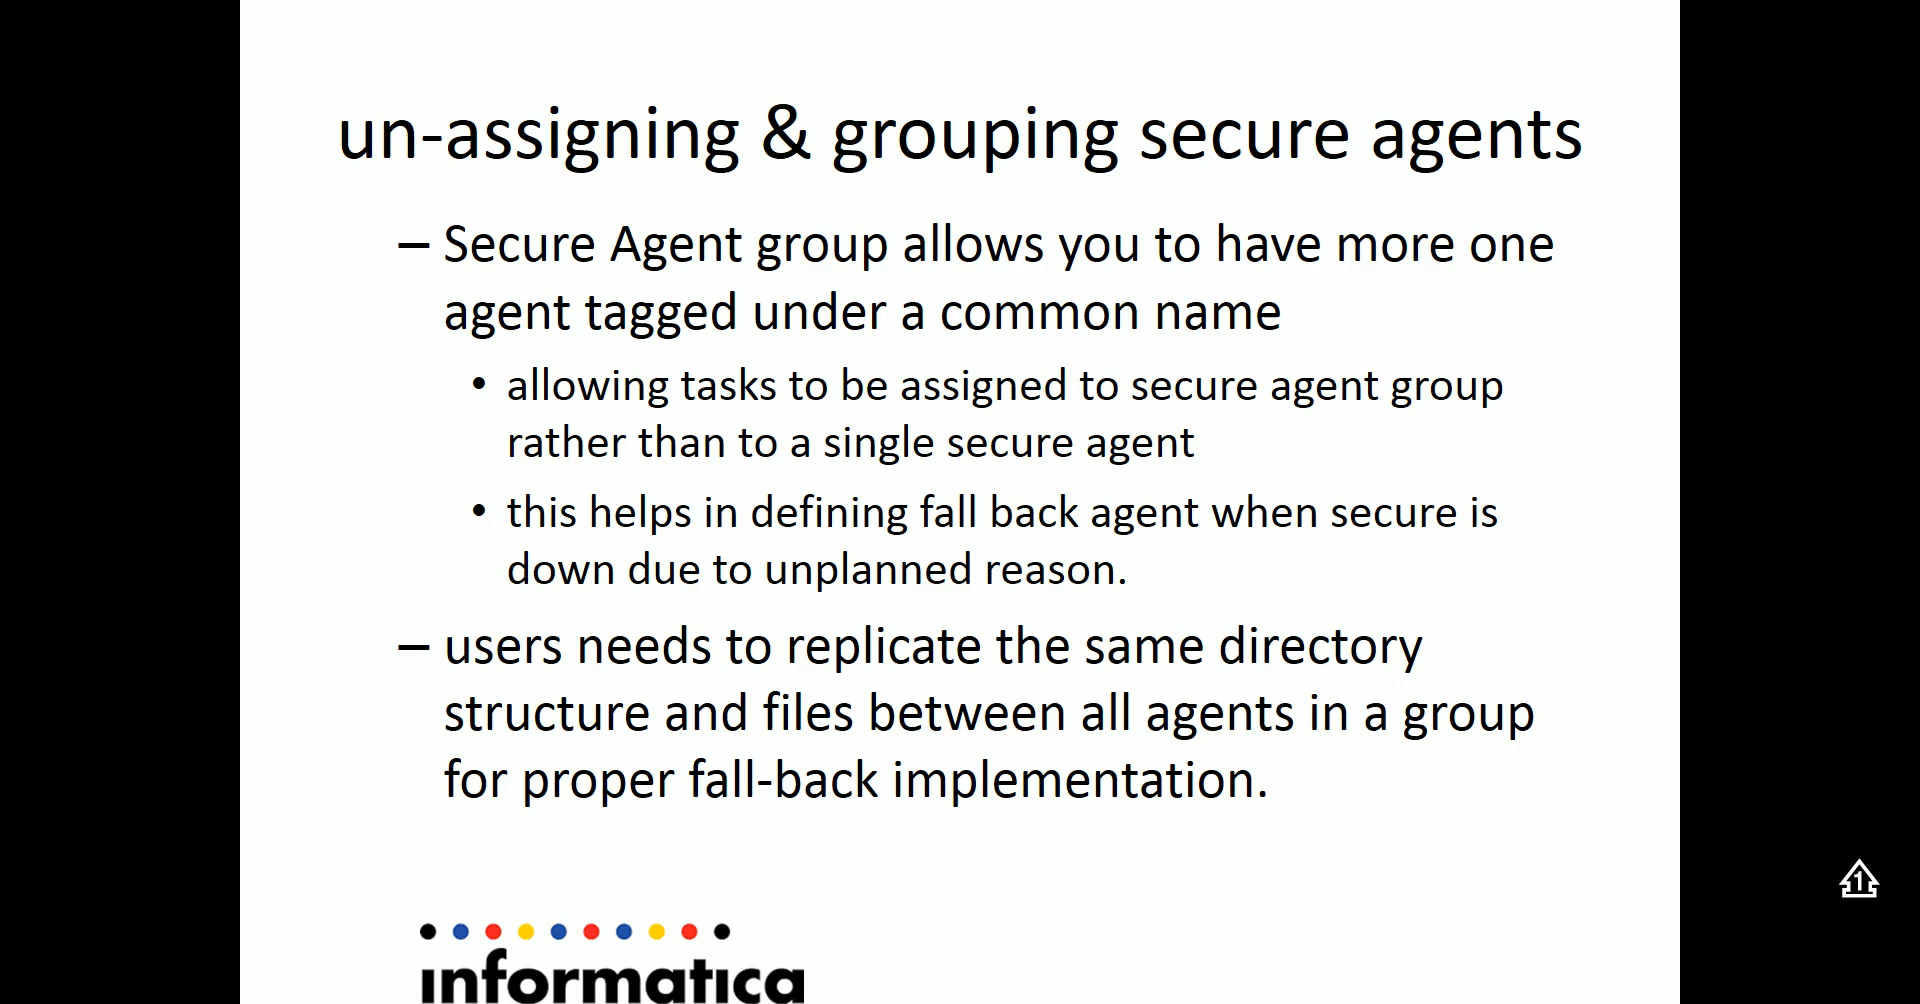 un-assigning & grouping secure agents
– Secure Agent group allows you to have more one
agent tagged under a common name
• allowing tasks to be assigned to secure agent group
rather than to a single secure agent
• this helps in defining fall back agent when secure is
down due to unplanned reason.
– users needs to replicate the same directory
structure and files between all agents in a group
for proper fall-back implementation.
1
informatica